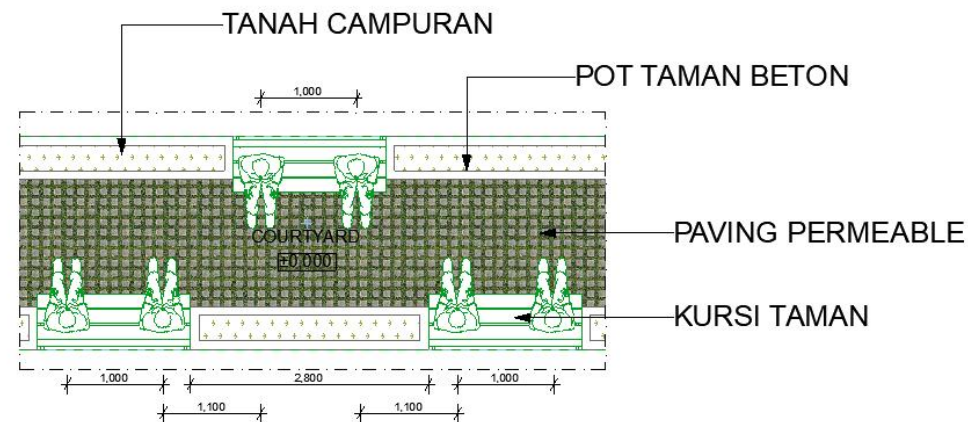 TANAH CAMPURAN
POT TAMAN BETON
1,000
PAVING PERMEABLE
COURTYARD
±0,000
KURSI TAMAN
1,000
2,800
1,000
1,100
1,100